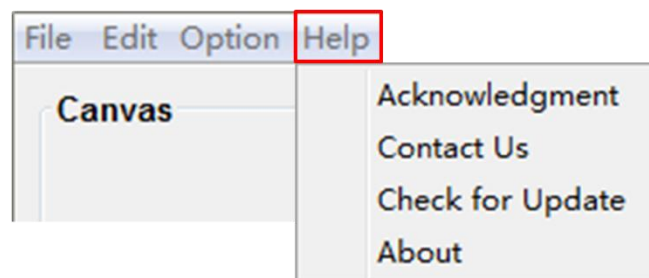 File Edit Option Help
Canvas
Acknowledgment
Contact Us
Check for Update
About